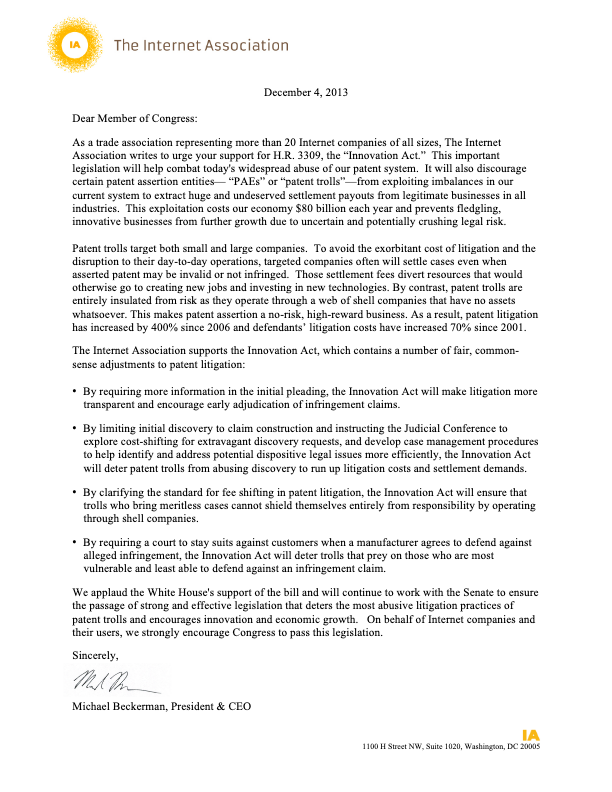 IA
The Internet Association
December 4, 2013
Dear Member of Congress:
As a trade association representing more than 20 Internet companies of all sizes, The Internet
Association writes to urge your support for H.R. 3309, the “Innovation Act.”  This important
legislation will help combat today's widespread abuse of our patent system.  It will also discourage
certain patent assertion entities— “PAEs” or “patent trolls”—from exploiting imbalances in our
current system to extract huge and undeserved settlement payouts from legitimate businesses in all
industries.  This exploitation costs our economy $80 billion each year and prevents fledgling,
innovative businesses from further growth due to uncertain and potentially crushing legal risk.
Patent trolls target both small and large companies.  To avoid the exorbitant cost of litigation and the
disruption to their day-to-day operations, targeted companies often will settle cases even when
asserted patent may be invalid or not infringed.  Those settlement fees divert resources that would
otherwise go to creating new jobs and investing in new technologies. By contrast, patent trolls are
entirely insulated from risk as they operate through a web of shell companies that have no assets
whatsoever. This makes patent assertion a no-risk, high-reward business. As a result, patent litigation
has increased by 400% since 2006 and defendants’ litigation costs have increased 70% since 2001.
The Internet Association supports the Innovation Act, which contains a number of fair, common-
sense adjustments to patent litigation:
• By requiring more information in the initial pleading, the Innovation Act will make litigation more
transparent and encourage early adjudication of infringement claims.
• By limiting initial discovery to claim construction and instructing the Judicial Conference to
explore cost-shifting for extravagant discovery requests, and develop case management procedures
to help identify and address potential dispositive legal issues more efficiently, the Innovation Act
will deter patent trolls from abusing discovery to run up litigation costs and settlement demands.
• By clarifying the standard for fee shifting in patent litigation, the Innovation Act will ensure that
trolls who bring meritless cases cannot shield themselves entirely from responsibility by operating
through shell companies.
• By requiring a court to stay suits against customers when a manufacturer agrees to defend against
alleged infringement, the Innovation Act will deter trolls that prey on those who are most
vulnerable and least able to defend against an infringement claim.
We applaud the White House's support of the bill and will continue to work with the Senate to ensure
the passage of strong and effective legislation that deters the most abusive litigation practices of
patent trolls and encourages innovation and economic growth.   On behalf of Internet companies and
their users, we strongly encourage Congress to pass this legislation.
Sincerely,
Michael Beckerman, President & CEO
IA
1100 H Street NW, Suite 1020, Washington, DC 20005